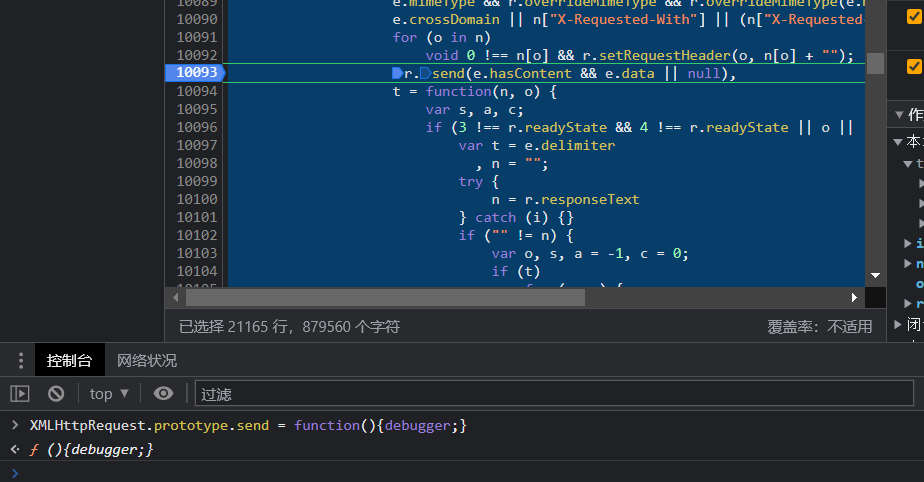 10089 e.mimeType && r.overrideMimeType && r.overrideMimeType(e.
10090 e.crossDomain || n["X-Requested-With"] || (n["X-Requested-
10091 for (o in n)
10092 void 0 !== n[o] && r.setRequestHeader(o, n[o] + "");
10093 r.send(e.hasContent && e.data || null),
10094 t = function(n, o) {
10095 var s, a, c;
10096 if (3 !== r.readyState && 4 !== r.readyState || o ||
10097 var t = e.delimiter
10098 , n = "";
10099 try {
10100 n = r.responseText
10101 } catch (i) {}
10102 if ("" != n) {
10103 var o, s, a = -1, c = 0;
10104 if (t)
作
本
t
i
n
o
r
闭
已选择 21165 行，879560 个字符 覆盖率：不适用
控制台 网络状况
top ▼ 过滤
> XMLHttpRequest.prototype.send = function(){debugger;}
ƒ (){debugger;}
>